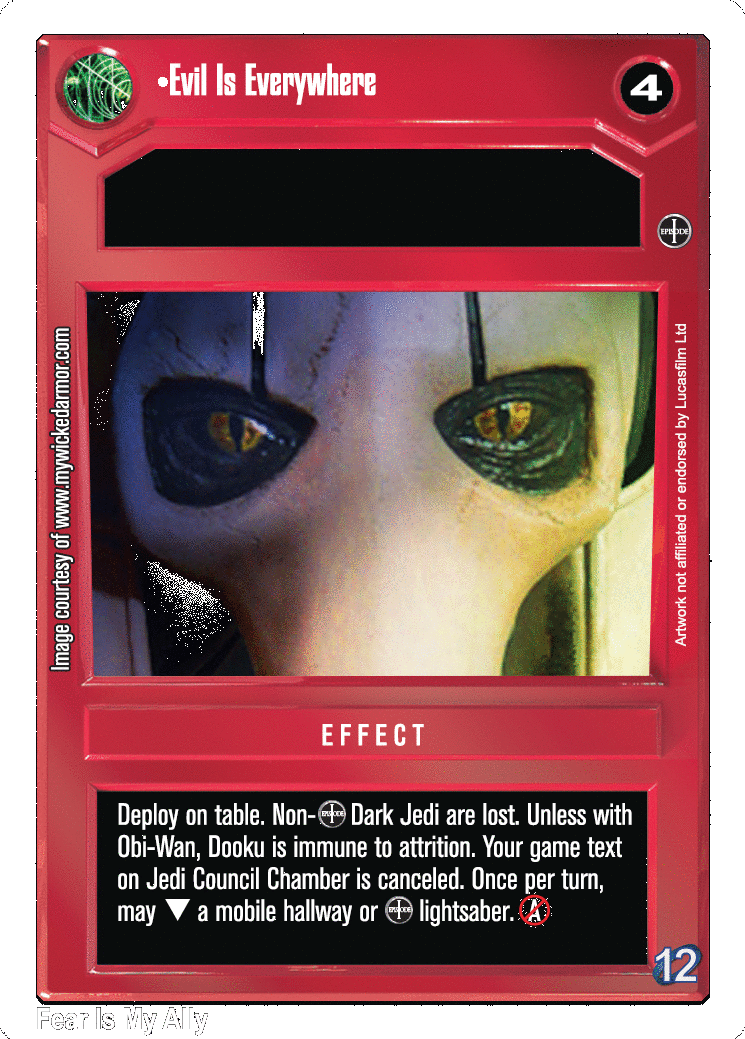 •Evil Is Everywhere
4
EPISODE I
Image courtesy of www.mywickedarmor.com
Artwork not affiliated or endorsed by Lucasfilm Ltd
EFFECT
Deploy on table. Non-EPISODE I Dark Jedi are lost. Unless with
Obi-Wan, Dooku is immune to attrition. Your game text
on Jedi Council Chamber is canceled. Once per turn,
may ▼ a mobile hallway or EPISODE I lightsaber. A
12
Fear Is My Ally